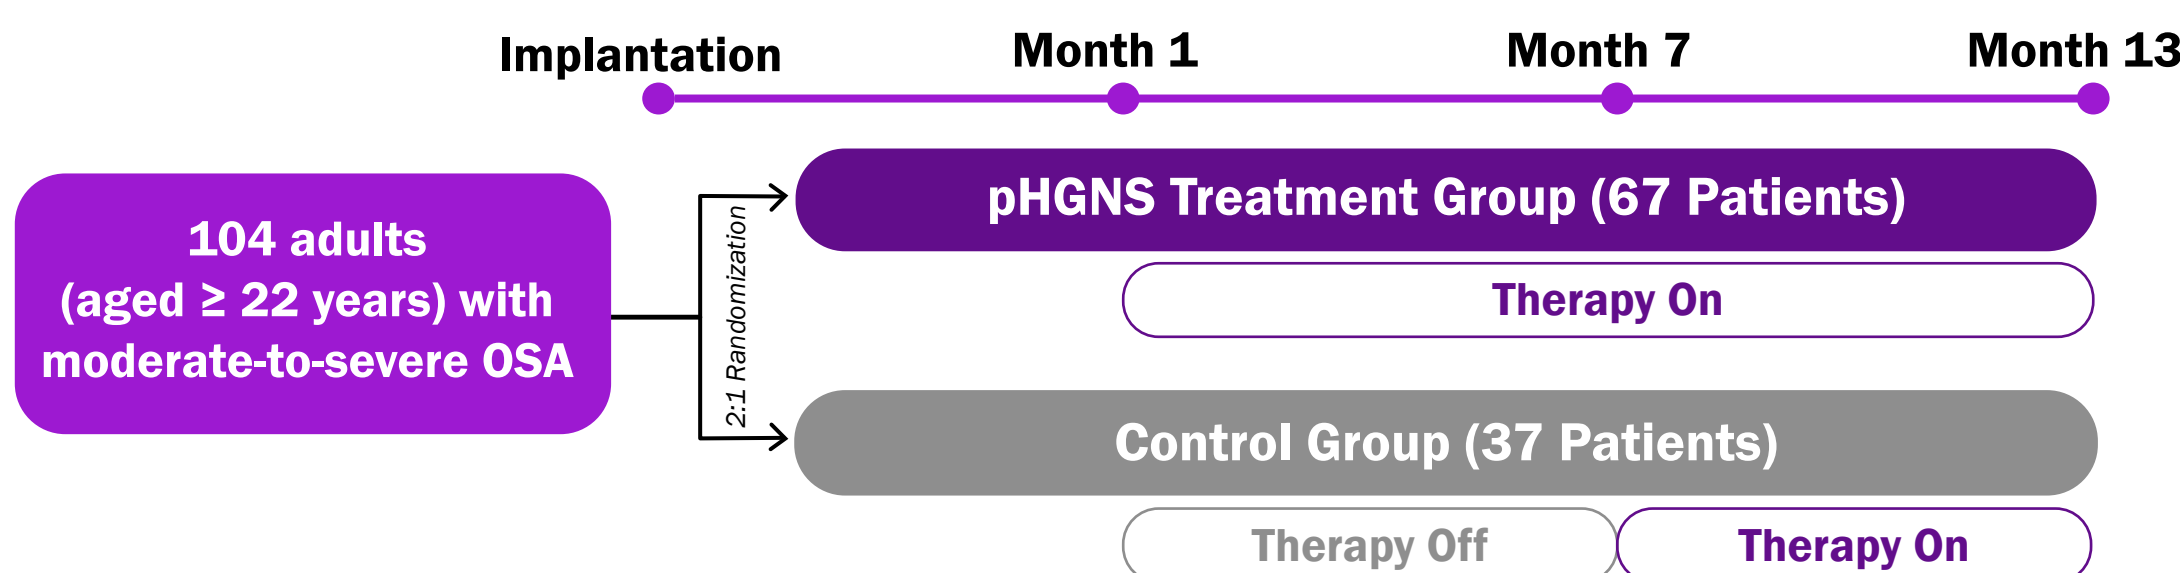 Implantation
Month 1
Month 7
Month 13
104 adults
(aged ≥ 22 years) with
moderate-to-severe OSA
2:1 Randomization
pHGNS Treatment Group (67 Patients)
Therapy On
Control Group (37 Patients)
Therapy Off
Therapy On